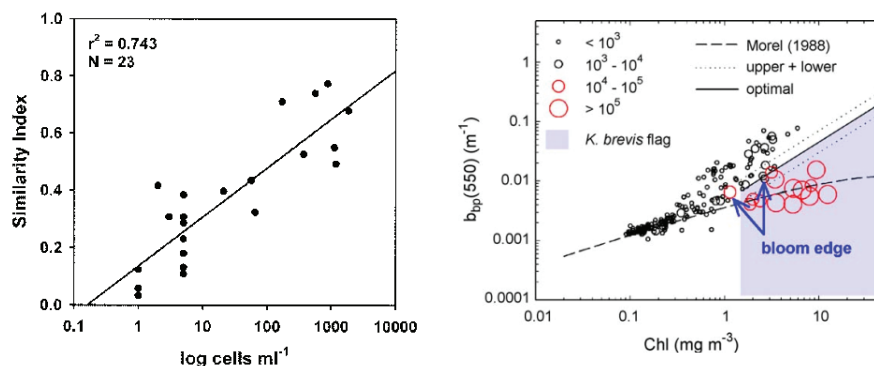 1.0
0.8
0.6
0.4
0.2
0.0
Similarity Index
r² = 0.743
N = 23
0.1 1 10 100 1000 10000
log cells ml⁻¹
1
0.1
0.01
0.001
0.0001
b_bp(550) (m⁻¹)
< 10³
10³ - 10⁴
10⁴ - 10⁵
> 10⁵
K. brevis flag
Morel (1988)
upper + lower
optimal
bloom edge
0.01 0.1 1 10
Chl (mg m⁻³)